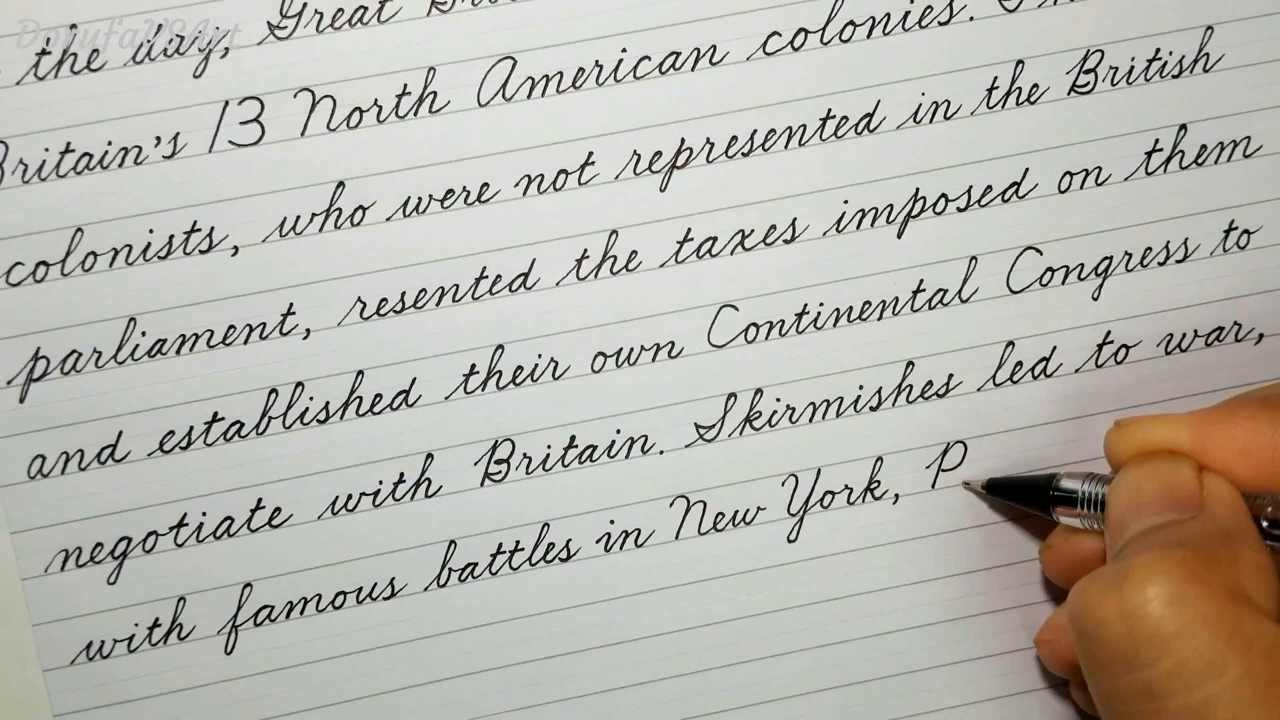 the day, Great
Britain's 13 North American colonies.
colonists, who were not represented in the British
parliament, resented the taxes imposed on them
and established their own Continental Congress to
negotiate with Britain. Skirmishes led to war,
with famous battles in New York, P